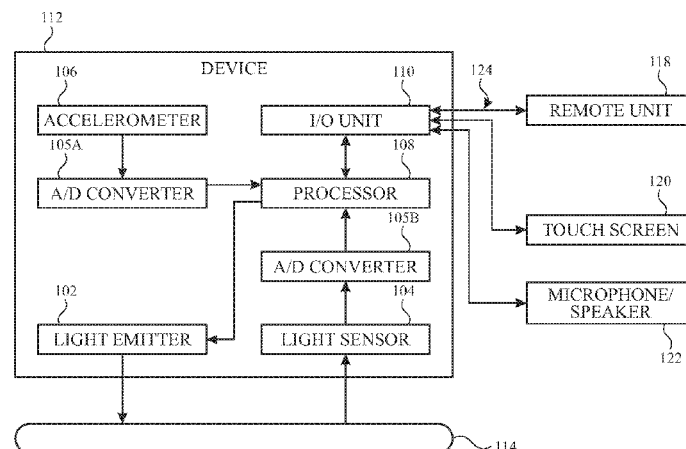 112
DEVICE
106
110
124
118
ACCELEROMETER
I/O UNIT
REMOTE UNIT
105A
108
A/D CONVERTER
PROCESSOR
105B
120
TOUCH SCREEN
A/D CONVERTER
102
104
MICROPHONE/
SPEAKER
LIGHT EMITTER
LIGHT SENSOR
122
114